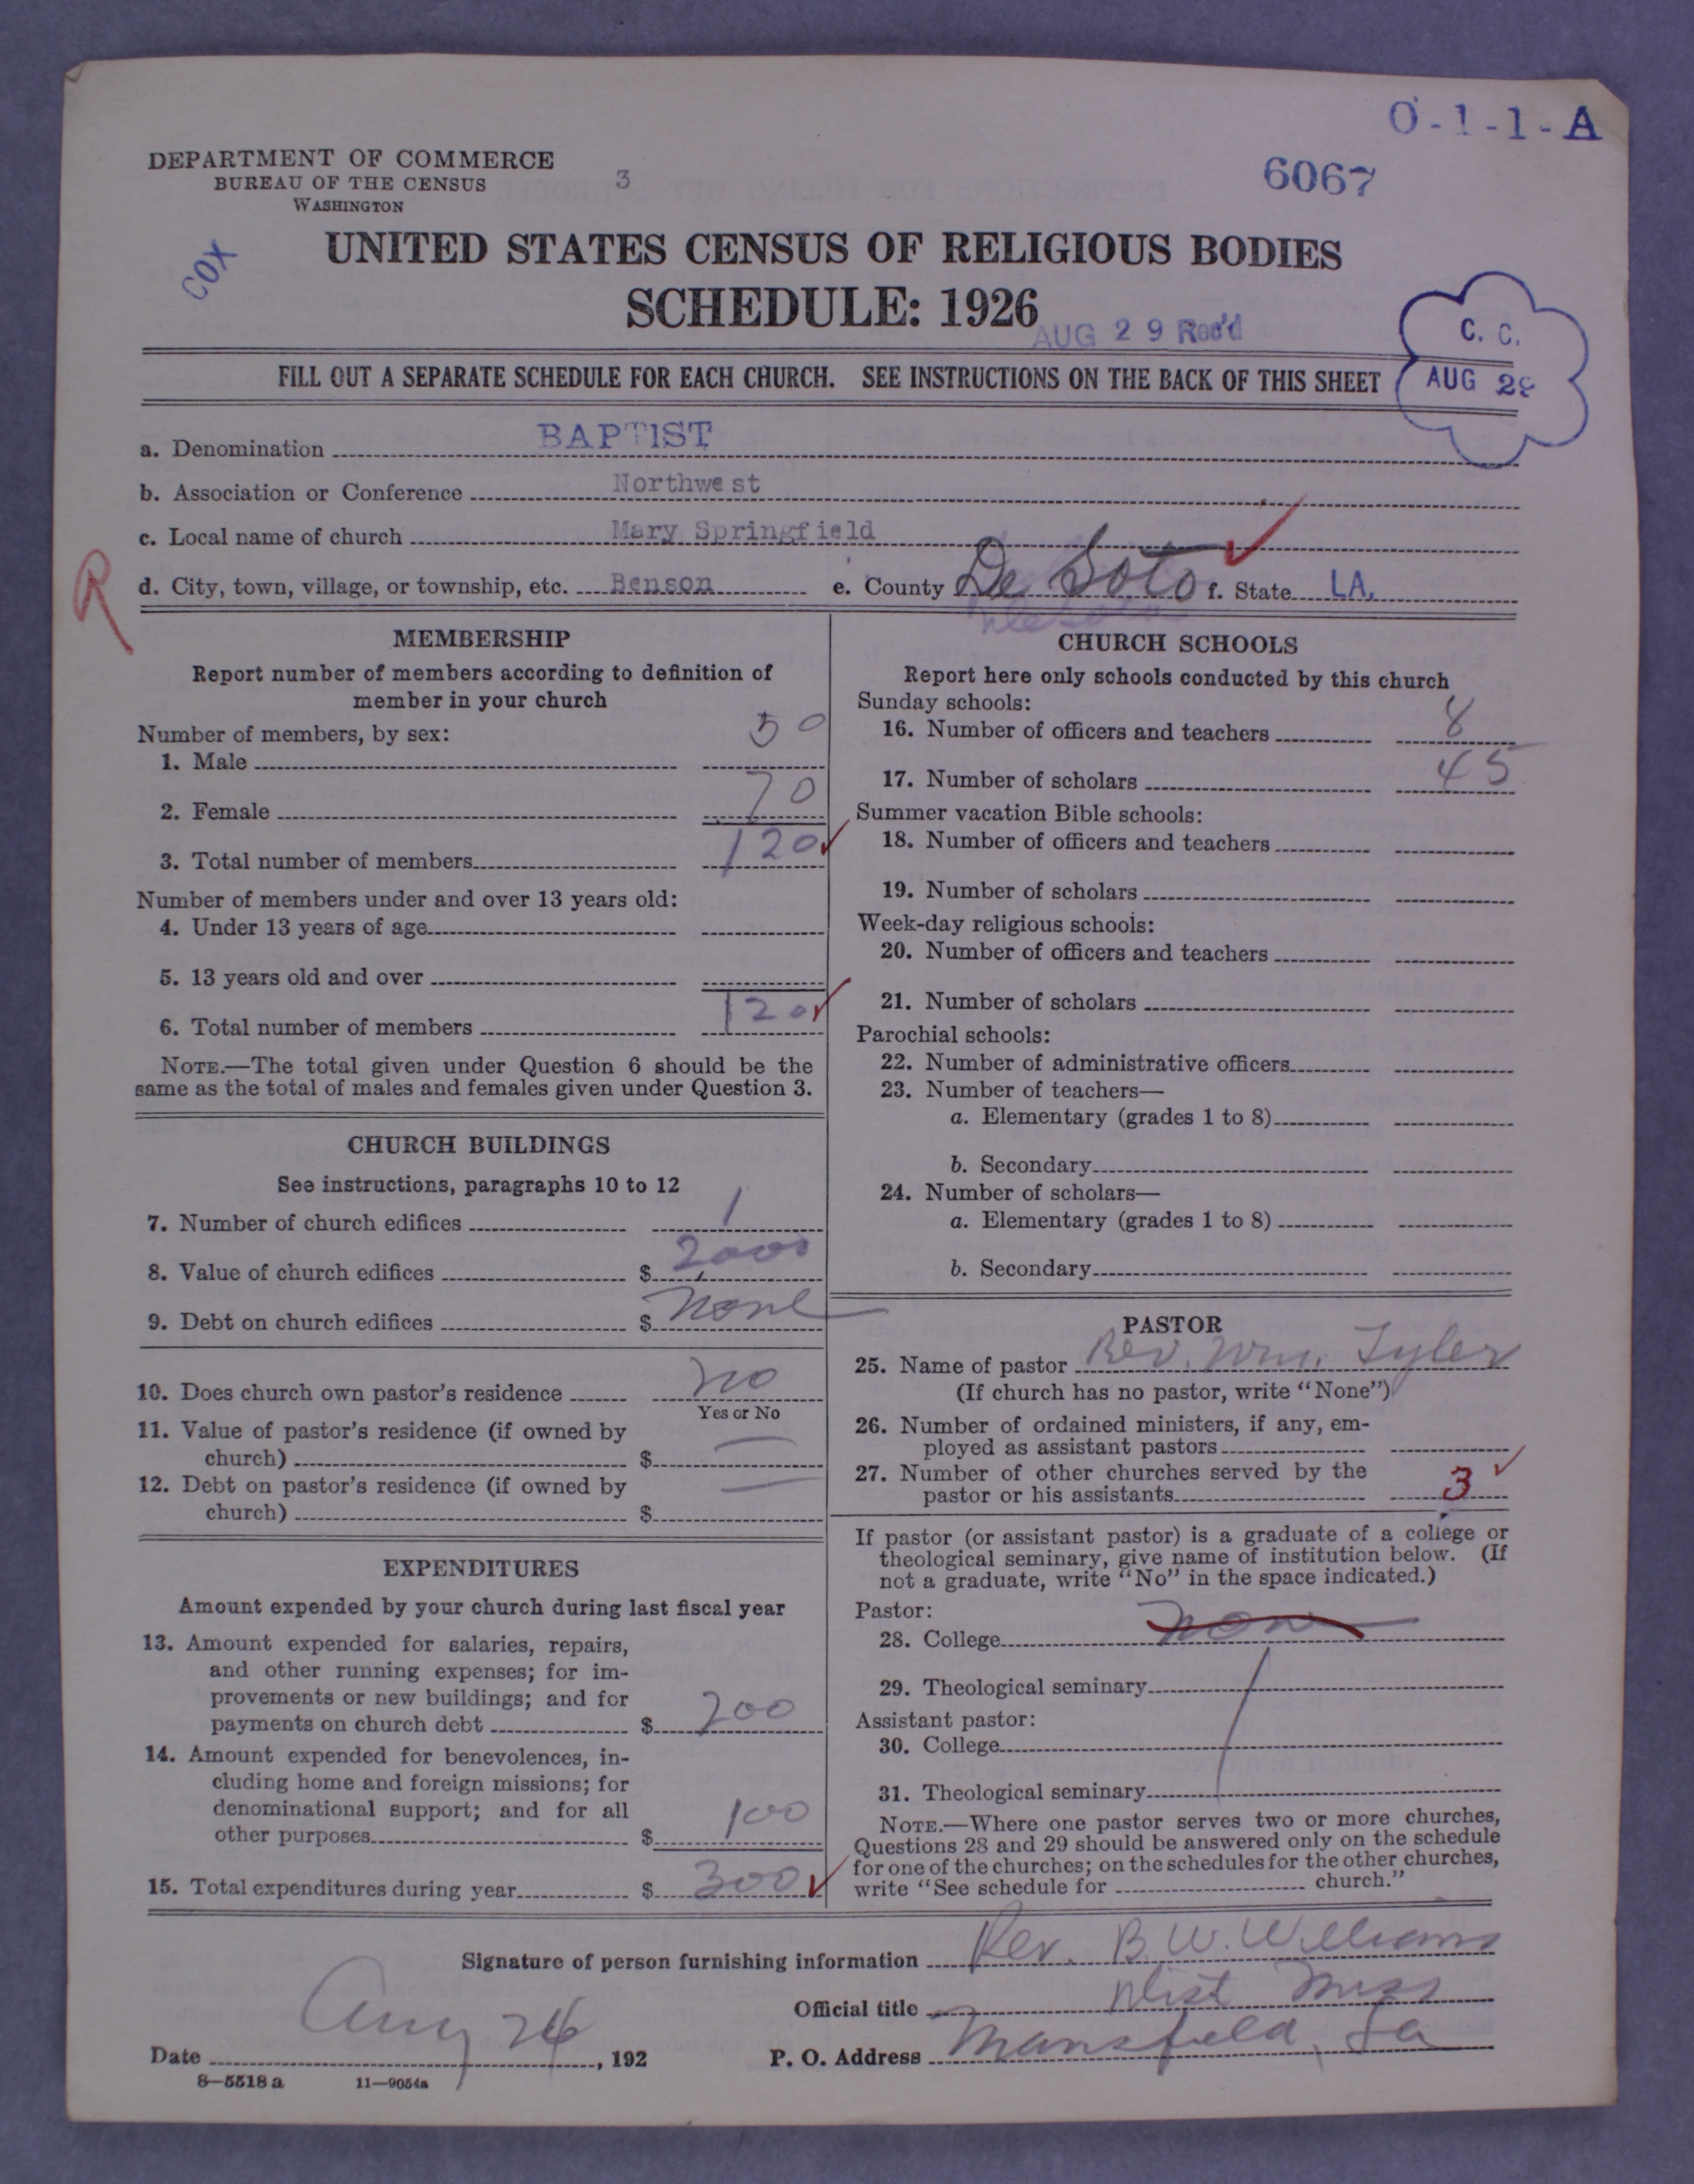 O-1-1-A
DEPARTMENT OF COMMERCE
BUREAU OF THE CENSUS
WASHINGTON
3
6067
COX
UNITED STATES CENSUS OF RELIGIOUS BODIES
SCHEDULE: 1926
AUG 29 Rec'd
C. C.
AUG 29
FILL OUT A SEPARATE SCHEDULE FOR EACH CHURCH. SEE INSTRUCTIONS ON THE BACK OF THIS SHEET
a. Denomination BAPTIST
b. Association or Conference Northwest
c. Local name of church Mary Springfield
R
d. City, town, village, or township, etc. Benson e. County De Soto f. State LA.
MEMBERSHIP
Report number of members according to definition of
member in your church
Number of members, by sex:
1. Male 50
2. Female 70
3. Total number of members 120
Number of members under and over 13 years old:
4. Under 13 years of age
5. 13 years old and over
6. Total number of members 120
NOTE.—The total given under Question 6 should be the
same as the total of males and females given under Question 3.
CHURCH BUILDINGS
See instructions, paragraphs 10 to 12
7. Number of church edifices 1
8. Value of church edifices $ 2000
9. Debt on church edifices $ None
10. Does church own pastor's residence no
Yes or No
11. Value of pastor's residence (if owned by
church) $ —
12. Debt on pastor's residence (if owned by
church) $ —
EXPENDITURES
Amount expended by your church during last fiscal year
13. Amount expended for salaries, repairs,
and other running expenses; for im-
provements or new buildings; and for
payments on church debt $ 200
14. Amount expended for benevolences, in-
cluding home and foreign missions; for
denominational support; and for all
other purposes $ 100
15. Total expenditures during year $ 300
CHURCH SCHOOLS
Report here only schools conducted by this church
Sunday schools:
16. Number of officers and teachers 8
17. Number of scholars 45
Summer vacation Bible schools:
18. Number of officers and teachers
19. Number of scholars
Week-day religious schools:
20. Number of officers and teachers
21. Number of scholars
Parochial schools:
22. Number of administrative officers
23. Number of teachers—
a. Elementary (grades 1 to 8)
b. Secondary
24. Number of scholars—
a. Elementary (grades 1 to 8)
b. Secondary
PASTOR
25. Name of pastor Rev. Wm. Tyler
(If church has no pastor, write "None")
26. Number of ordained ministers, if any, em-
ployed as assistant pastors
27. Number of other churches served by the
pastor or his assistants 3
If pastor (or assistant pastor) is a graduate of a college or
theological seminary, give name of institution below. (If
not a graduate, write "No" in the space indicated.)
Pastor:
28. College
29. Theological seminary
Assistant pastor:
30. College
31. Theological seminary
NOTE.—Where one pastor serves two or more churches,
Questions 28 and 29 should be answered only on the schedule
for one of the churches; on the schedules for the other churches,
write "See schedule for church."
Signature of person furnishing information Rev. B. W. Williams
Official title Dist Miss
Date Aug 26, 192 P. O. Address Mansfield, La
8-5518 a 11-9054a